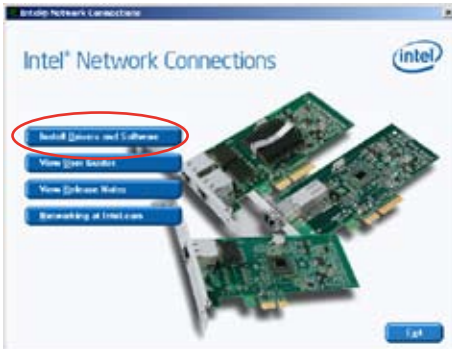 Intel® Network Connections
Intel® Network Connections
intel
Install Drivers and Software
View User Guides
View Release Notes
Networking at Intel.com
Exit